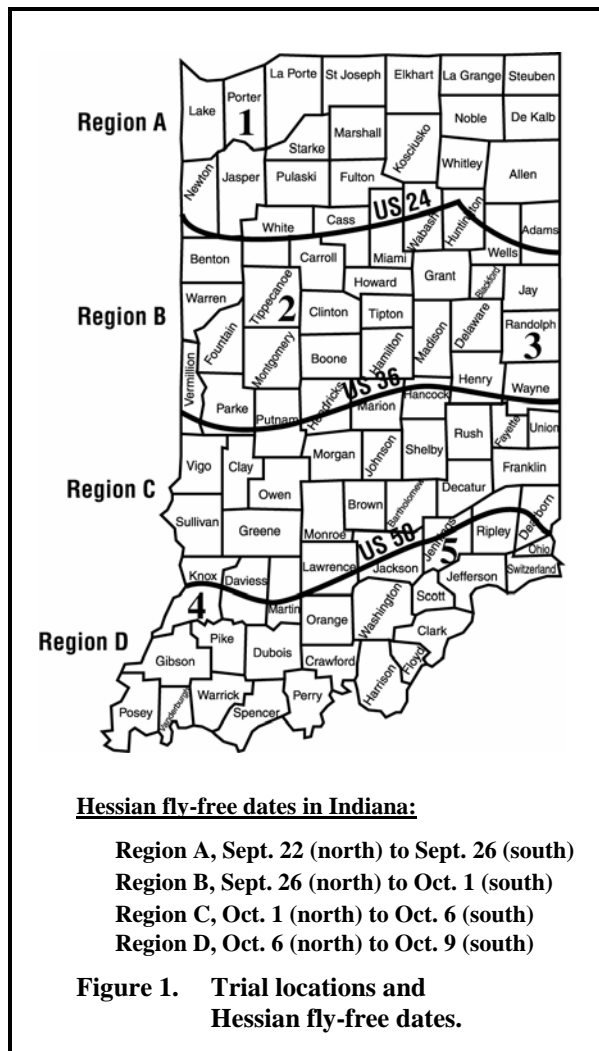 La Porte St Joseph Elkhart La Grange Steuben
Lake Porter 1 Noble De Kalb
Region A
Starke Marshall Kosciusko Whitley Allen
Newton Jasper Pulaski Fulton
US 24
White Cass Miami Wabash Huntington Wells Adams
Benton Carroll Howard Grant Blackford Jay
Region B
Warren Tippecanoe 2 Clinton Tipton Delaware Randolph 3
Fountain Montgomery Boone Hamilton Madison Henry Wayne
Vermillion
US 36
Parke Putnam Hendricks Marion Hancock
Rush Fayette Union
Vigo Clay Morgan Johnson Shelby Franklin
Region C
Owen Brown Bartholomew Decatur
Sullivan Greene Monroe Jennings Ripley Dearborn
US 50
5 Ohio
Knox Daviess Martin Lawrence Jackson Jefferson Switzerland
4 Orange Washington Scott
Region D
Gibson Pike Dubois Crawford Clark
Harrison Floyd
Posey Vanderburgh Warrick Spencer Perry
Hessian fly-free dates in Indiana:
Region A, Sept. 22 (north) to Sept. 26 (south)
Region B, Sept. 26 (north) to Oct. 1 (south)
Region C, Oct. 1 (north) to Oct. 6 (south)
Region D, Oct. 6 (north) to Oct. 9 (south)
Figure 1. Trial locations and
Hessian fly-free dates.